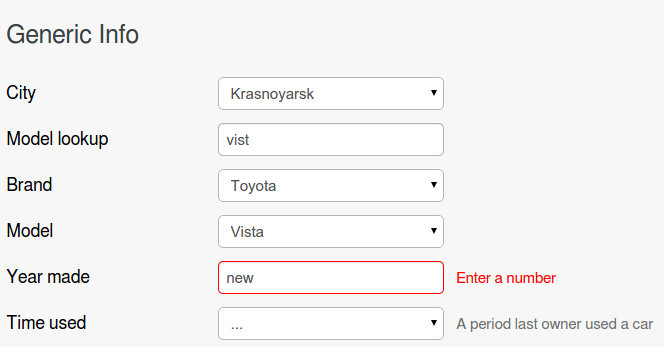 Generic Info
City Krasnoyarsk
Model lookup vist
Brand Toyota
Model Vista
Year made new Enter a number
Time used ... A period last owner used a car